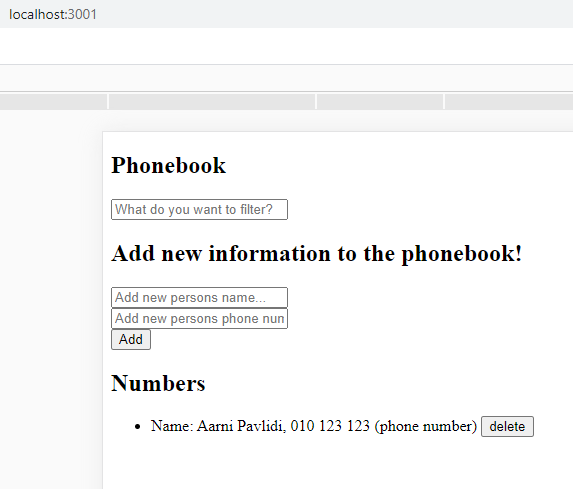 localhost:3001
Phonebook
What do you want to filter?
Add new information to the phonebook!
Add new persons name...
Add new persons phone num
Add
Numbers
• Name: Aarni Pavlidi, 010 123 123 (phone number) delete